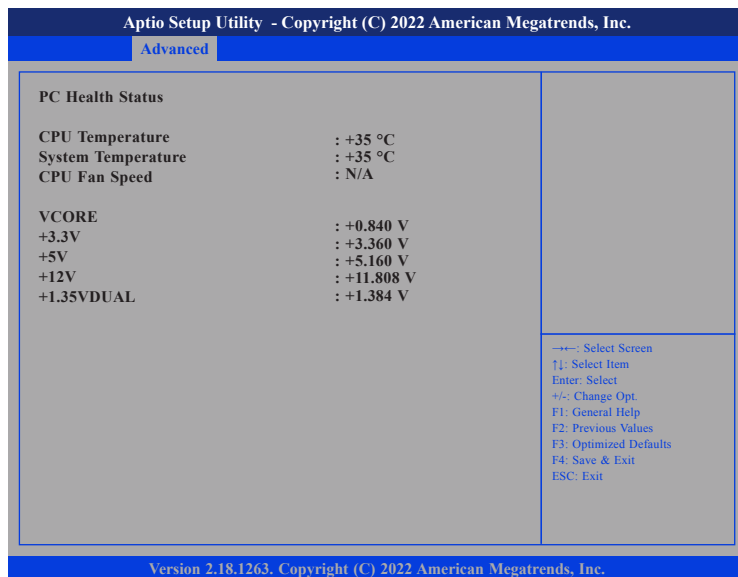 Aptio Setup Utility - Copyright (C) 2022 American Megatrends, Inc.
Advanced
PC Health Status
CPU Temperature : +35 °C
System Temperature : +35 °C
CPU Fan Speed : N/A
VCORE : +0.840 V
+3.3V : +3.360 V
+5V : +5.160 V
+12V : +11.808 V
+1.35VDUAL : +1.384 V
→←: Select Screen
↑↓: Select Item
Enter: Select
+/-: Change Opt.
F1: General Help
F2: Previous Values
F3: Optimized Defaults
F4: Save & Exit
ESC: Exit
Version 2.18.1263. Copyright (C) 2022 American Megatrends, Inc.